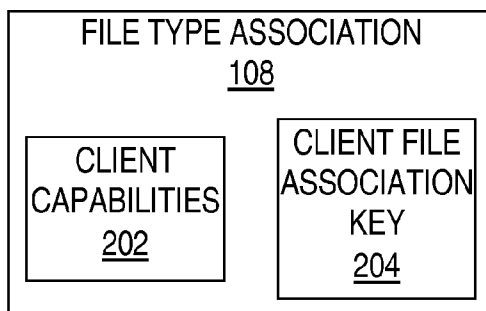 FILE TYPE ASSOCIATION
108
CLIENT
CAPABILITIES
202
CLIENT FILE
ASSOCIATION
KEY
204